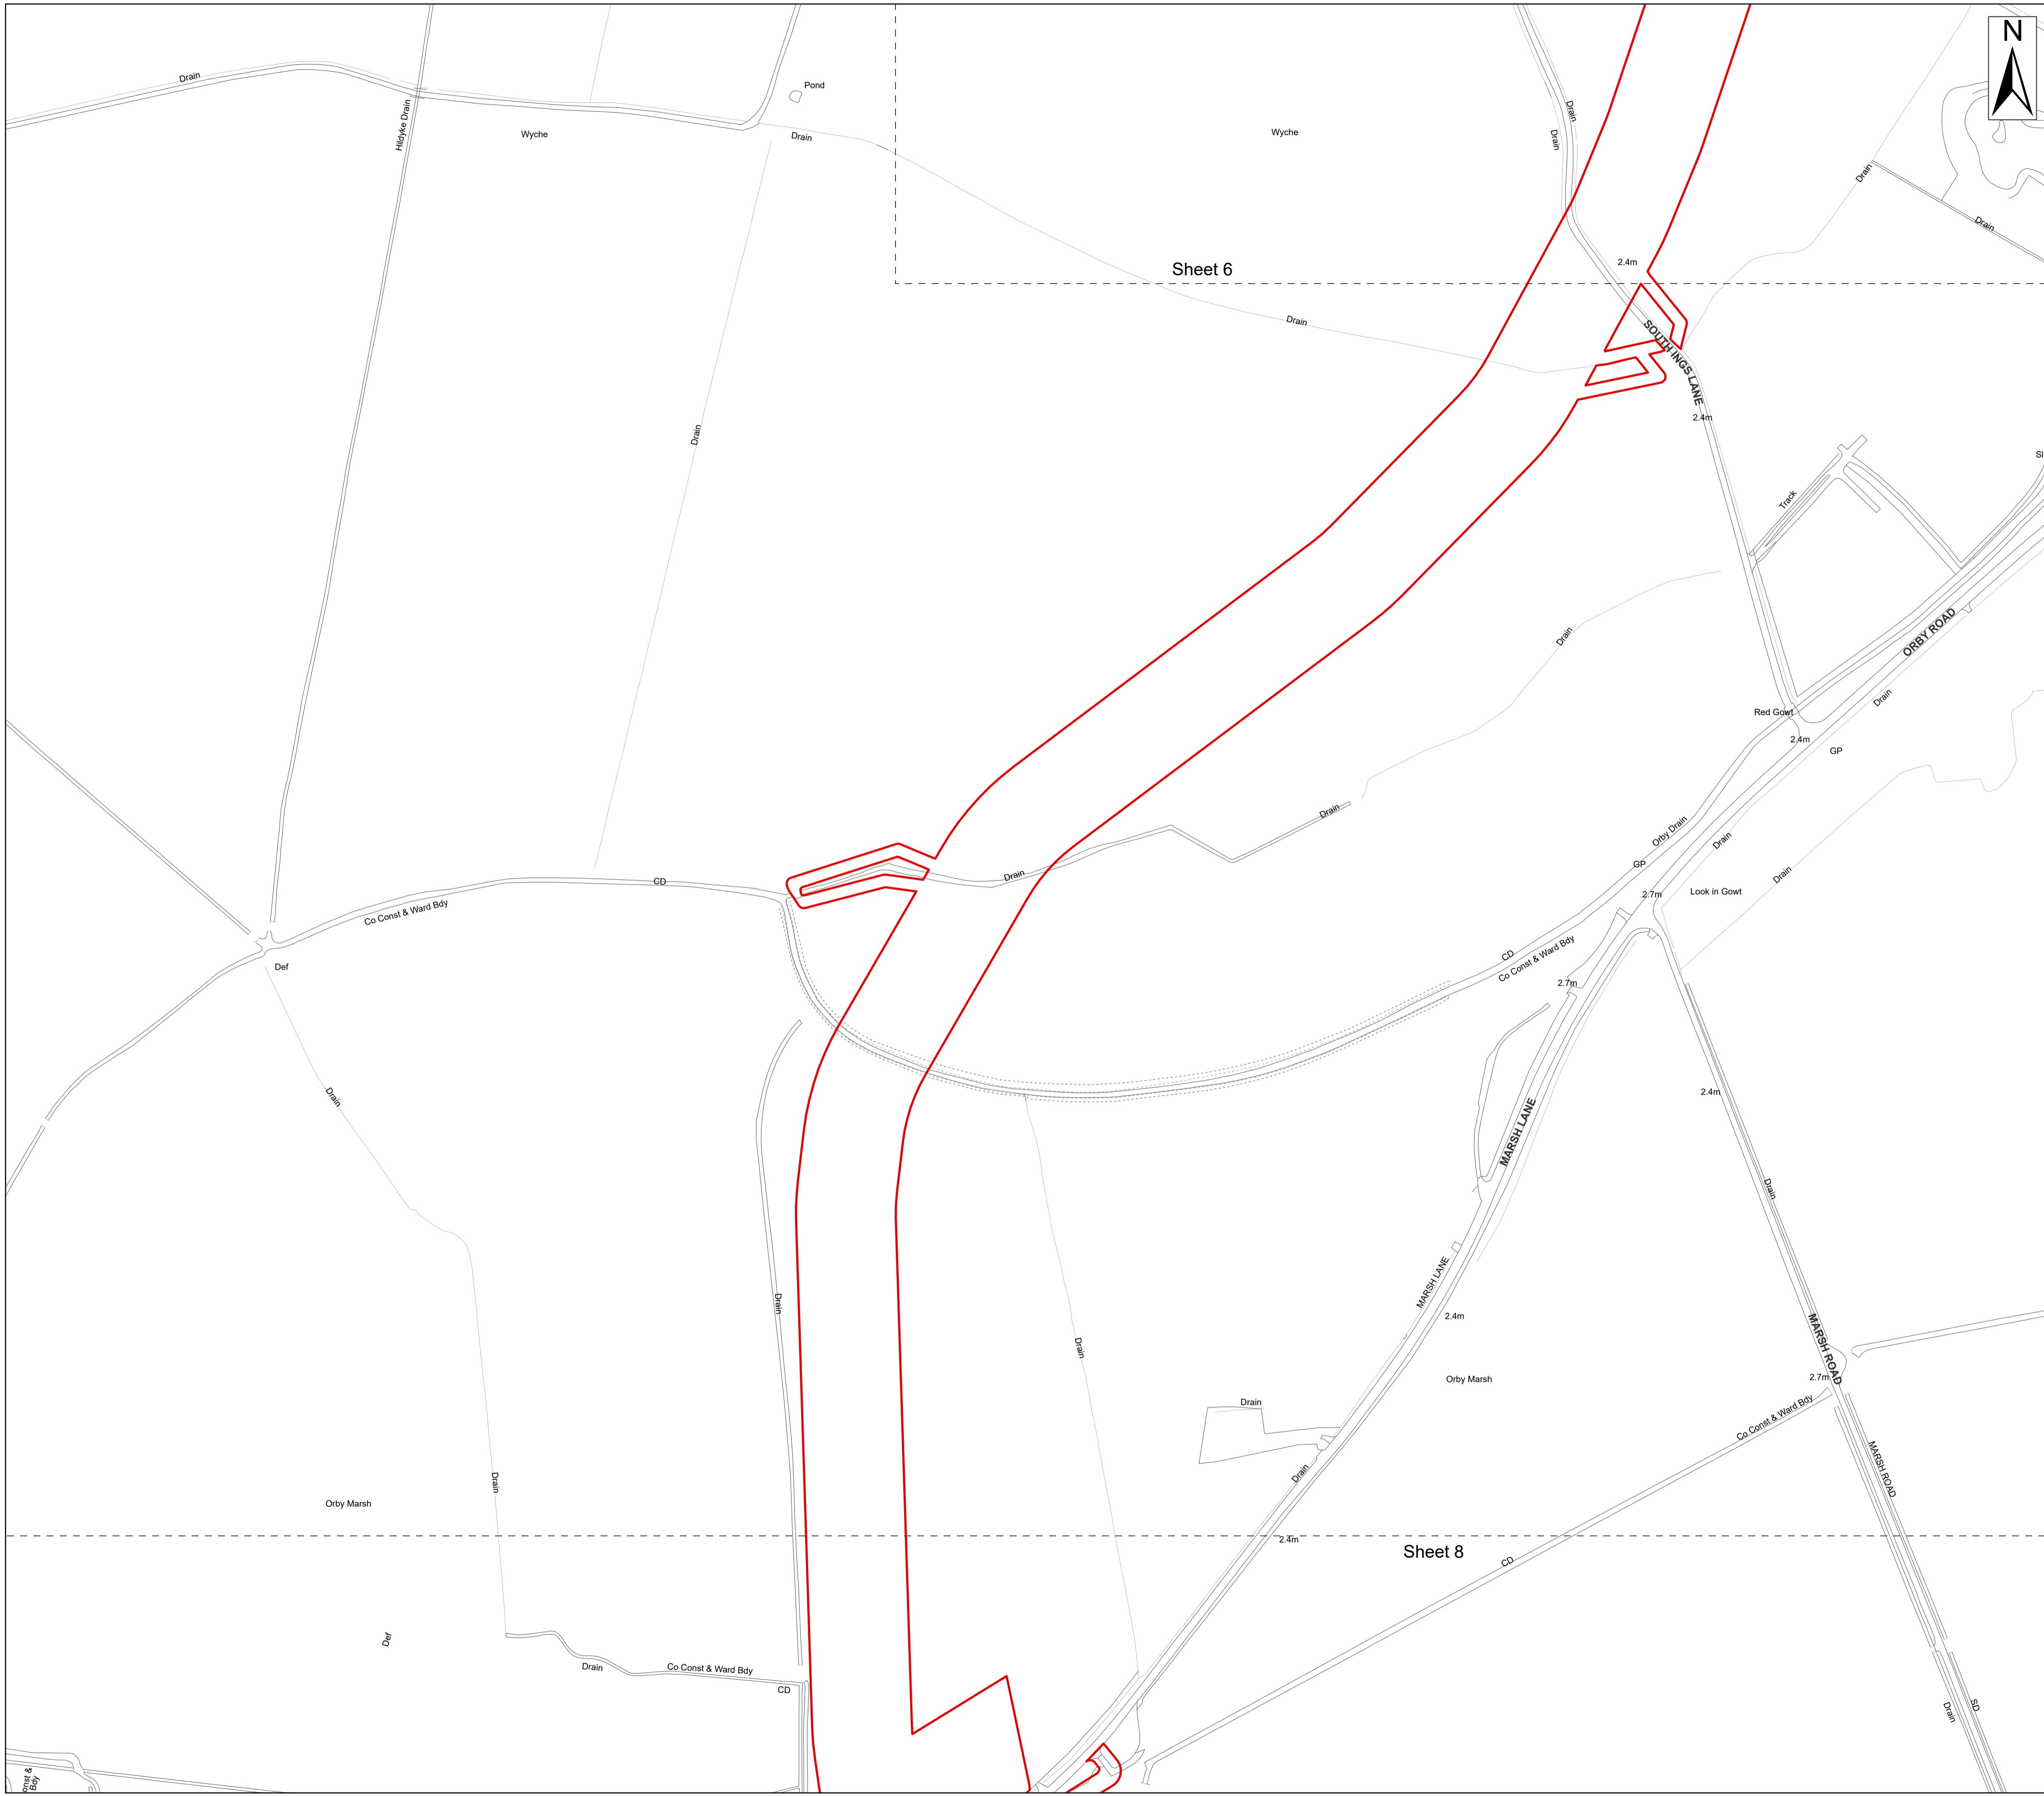 N
Drain
Hildyke Drain
Pond
Wyche
Drain
Wyche
Drain
Drain
Drain
Drain
Sheet 6
2.4m
Drain
SOUTH INGS LANE
2.4m
Drain
Track
Drain
ORBY ROAD
Drain
Red Gowt
2.4m
GP
Drain
Orby Drain
Drain
GP
Drain
Drain
CD
2.7m
Look in Gowt
Co Const & Ward Bdy
CD
Co Const & Ward Bdy
Def
2.7m
Drain
2.4m
MARSH LANE
Drain
Drain
MARSH LANE
2.4m
Drain
MARSH ROAD
2.7m
Orby Marsh
Drain
Co Const & Ward Bdy
Drain
MARSH ROAD
Drain
Orby Marsh
2.4m
Sheet 8
CD
Def
Drain
Co Const & Ward Bdy
CD
SD
Drain
onst &
Bdy